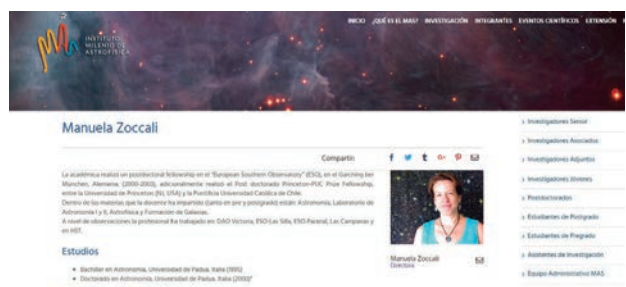 INICIO ¿QUÉ ES EL MAS? INVESTIGACIÓN INTEGRANTES EVENTOS CIENTÍFICOS EXTENSIÓN
INSTITUTO
MILENIO DE
ASTROFÍSICA
Manuela Zoccali
Compartir
La académica realizó un postdoctoral fellowship en el "European Southern Observatory" (ESO), en el Garching bei
München, Alemania, (2000-2003), adicionalmente realizó el Post doctorado Princeton-PUC Prize Fellowship,
entre la Universidad de Princeton (NJ, USA) y la Pontificia Universidad Católica de Chile.
Dentro de las materias que la docente ha impartido (tanto en pre y postgrado) están: Astronomía, Laboratorio de
Astronomía I y II, Astrofísica y Formación de Galaxias.
A nivel de observaciones la profesional ha trabajado en: OAO Victoria, ESO-Las Silla, ESO-Paranal, Las Campanas y
en HST.
Estudios
Bachiller en Astronomía, Universidad de Padua, Italia (1995)
Doctorado en Astronomía, Universidad de Padua, Italia (2000)"
Manuela Zoccali
Directora
› Investigadores Senior
› Investigadores Asociados
› Investigadores Adjuntos
› Investigadores Jóvenes
› Postdoctorados
› Estudiantes de Postgrado
› Estudiantes de Pregrado
› Asistentes de Investigación
› Equipo Administrativo MAS